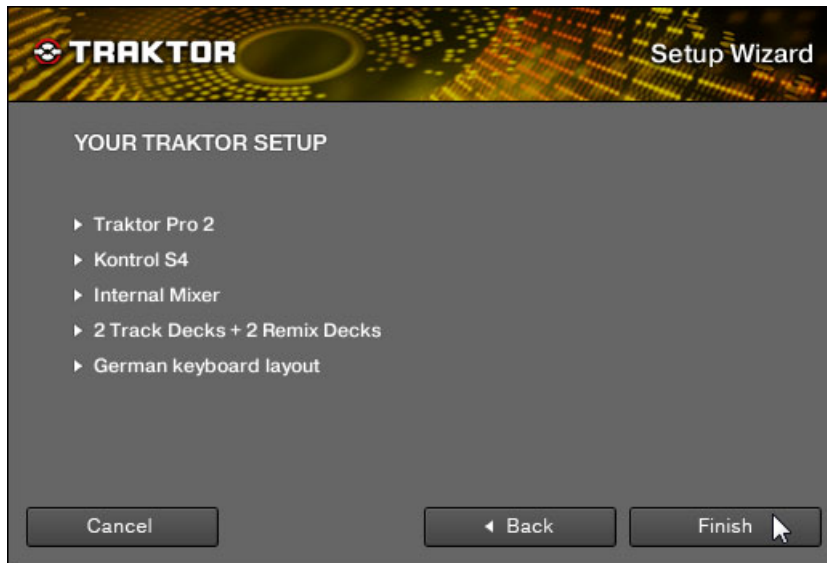 TRAKTOR
Setup Wizard
YOUR TRAKTOR SETUP
Traktor Pro 2
Kontrol S4
Internal Mixer
2 Track Decks + 2 Remix Decks
German keyboard layout
Cancel
Back
Finish